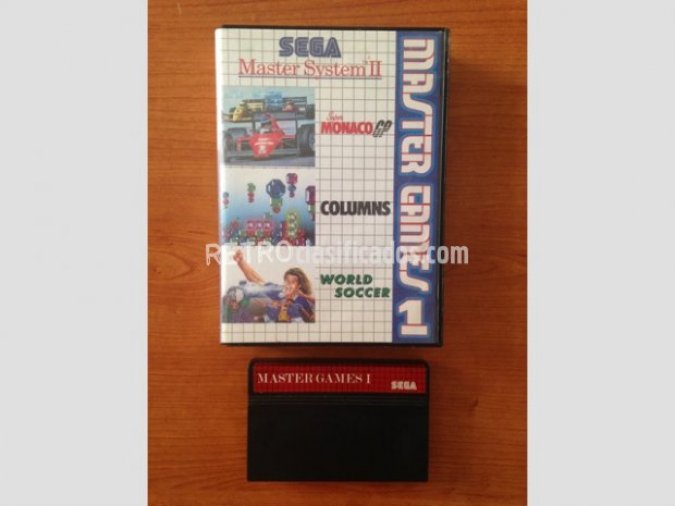 SEGA
Master System II
MASTER GAMES 1
Super
MONACO GP
COLUMNS
RETROclasificados.com
WORLD
SOCCER
MASTER GAMES I
SEGA